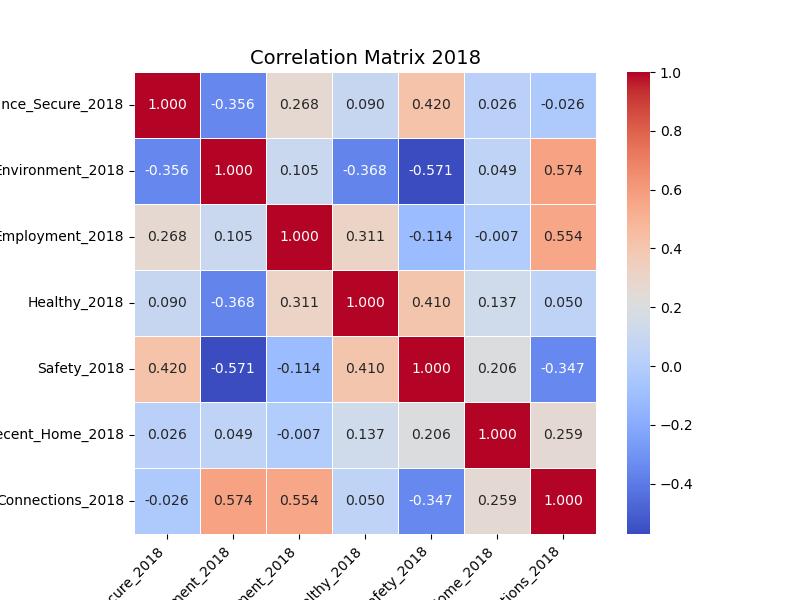 Correlation Matrix 2018
nce_Secure_2018 1.000 -0.356 0.268 0.090 0.420 0.026 -0.026
Environment_2018 -0.356 1.000 0.105 -0.368 -0.571 0.049 0.574
Employment_2018 0.268 0.105 1.000 0.311 -0.114 -0.007 0.554
Healthy_2018 0.090 -0.368 0.311 1.000 0.410 0.137 0.050
Safety_2018 0.420 -0.571 -0.114 0.410 1.000 0.206 -0.347
ecent_Home_2018 0.026 0.049 -0.007 0.137 0.206 1.000 0.259
Connections_2018 -0.026 0.574 0.554 0.050 -0.347 0.259 1.000
cure_2018
ment_2018
ment_2018
lthy_2018
afety_2018
ome_2018
tions_2018
1.0
0.8
0.6
0.4
0.2
0.0
−0.2
−0.4